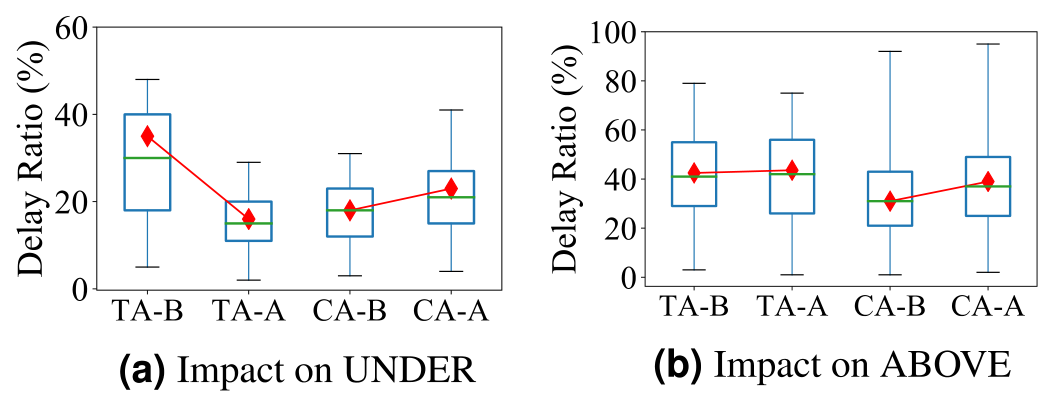 Delay Ratio (%)
60
40
20
0
TA-B TA-A CA-B CA-A
(a) Impact on UNDER
Delay Ratio (%)
100
80
60
40
20
0
TA-B TA-A CA-B CA-A
(b) Impact on ABOVE